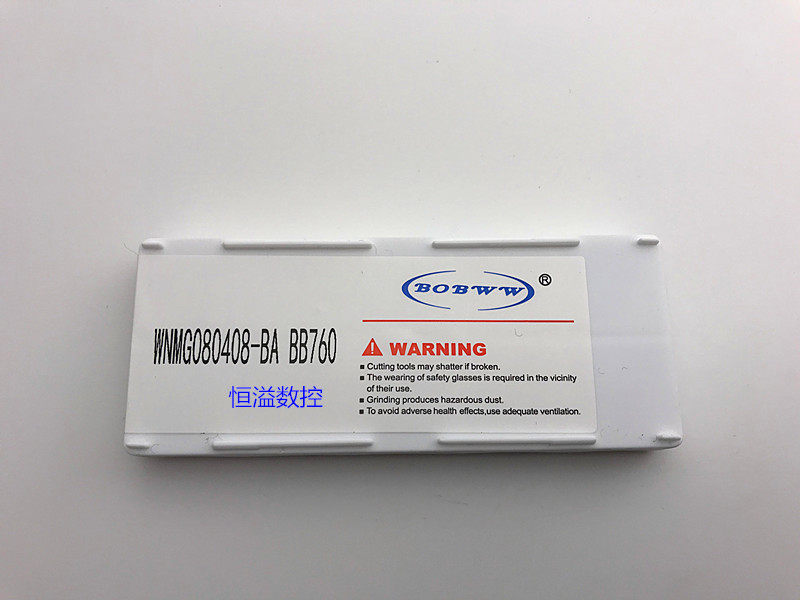 BOBWW®
WNMG080408-BA BB760
恒溢数控
WARNING
■ Cutting tools may shatter if broken.
■ The wearing of safety glasses is required in the vicinity
of their use.
■ Grinding produces hazardous dust.
■ To avoid adverse health effects,use adequate ventilation.